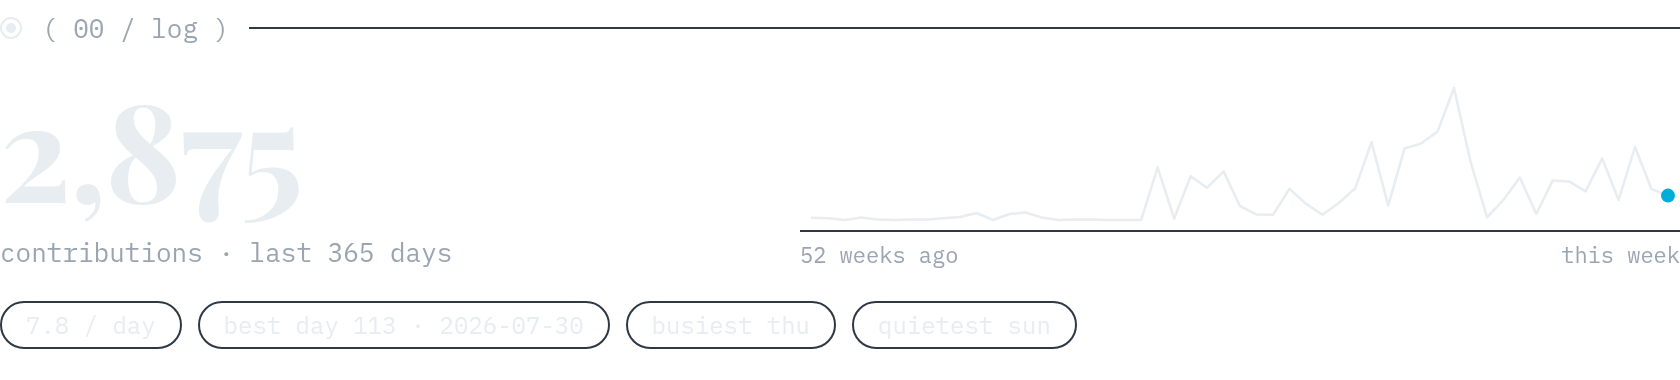 ( 00 / log )
2,875
contributions · last 365 days
52 weeks ago
this week
7.8 / day
best day 113 · 2026-07-30
busiest thu
quietest sun